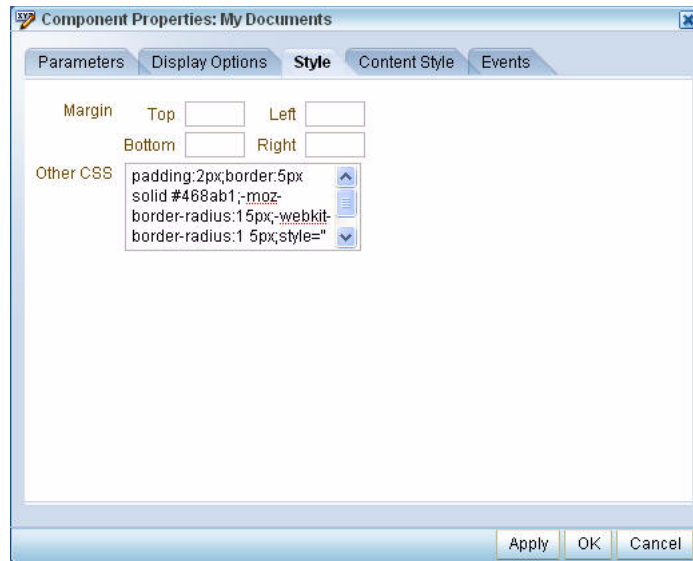 Component Properties: My Documents
Parameters Display Options Style Content Style Events
Margin Top Left
Bottom Right
Other CSS
padding:2px;border:5px
solid #468ab1;-moz-
border-radius:15px;-webkit-
border-radius:1 5px;style="
Apply OK Cancel